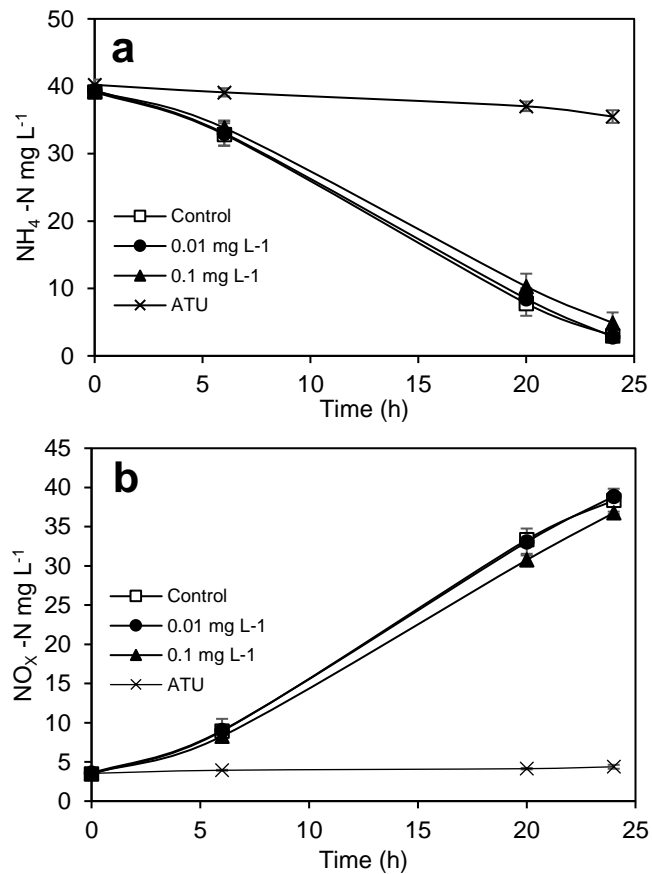 a
50
40
30
20
10
0
NH₄ -N mg L⁻¹
Control
0.01 mg L-1
0.1 mg L-1
ATU
0 5 10 15 20 25
Time (h)
b
45
40
35
30
25
20
15
10
5
0
NOₓ -N mg L⁻¹
Control
0.01 mg L-1
0.1 mg L-1
ATU
0 5 10 15 20 25
Time (h)